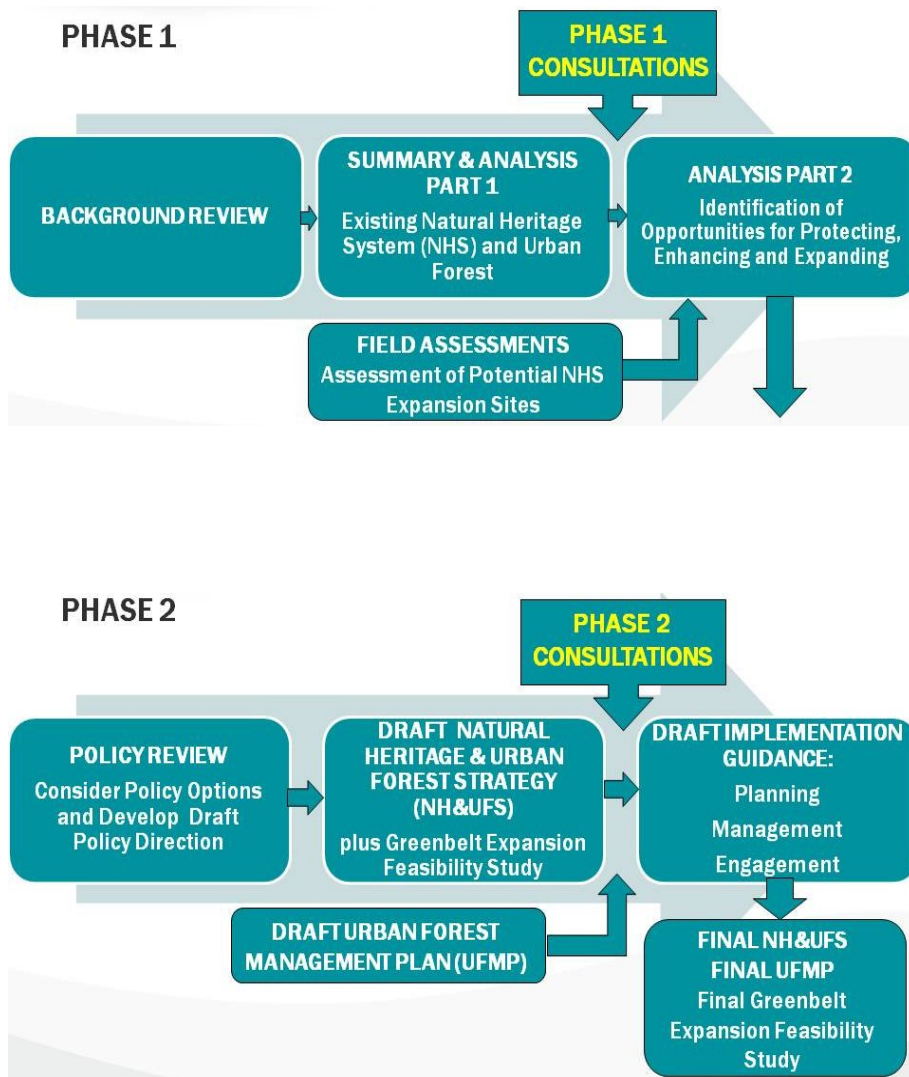 PHASE 1
PHASE 1
CONSULTATIONS
BACKGROUND REVIEW
SUMMARY & ANALYSIS
PART 1
Existing Natural Heritage
System (NHS) and Urban
Forest
ANALYSIS PART 2
Identification of
Opportunities for Protecting,
Enhancing and Expanding
FIELD ASSESSMENTS
Assessment of Potential NHS
Expansion Sites
PHASE 2
PHASE 2
CONSULTATIONS
POLICY REVIEW
Consider Policy Options
and Develop Draft
Policy Direction
DRAFT NATURAL
HERITAGE & URBAN
FOREST STRATEGY
(NH&UFS)
plus Greenbelt Expansion
Feasibility Study
DRAFT IMPLEMENTATION
GUIDANCE:
Planning
Management
Engagement
DRAFT URBAN FOREST
MANAGEMENT PLAN (UFMP)
FINAL NH&UFS
FINAL UFMP
Final Greenbelt
Expansion Feasibility
Study